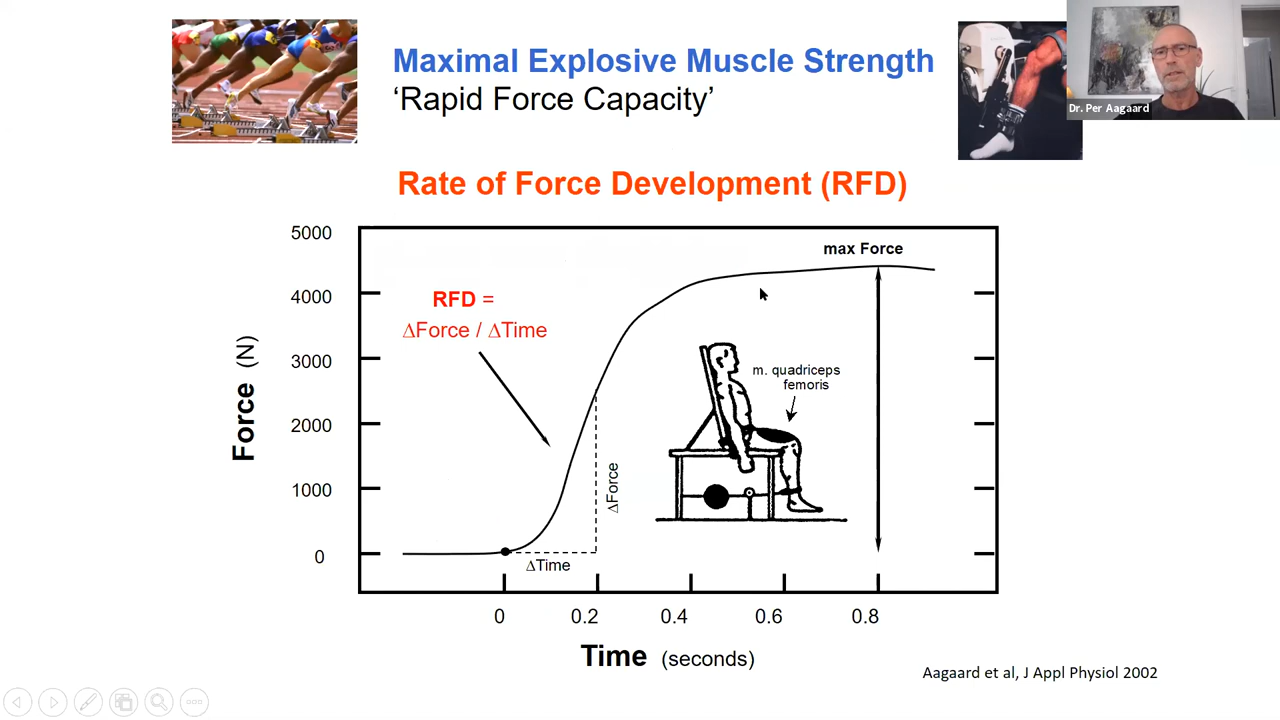 Maximal Explosive Muscle Strength
‘Rapid Force Capacity’
Dr. Per Aagaard
Rate of Force Development (RFD)
5000
4000
3000
2000
1000
0
Force (N)
max Force
RFD =
ΔForce / ΔTime
m. quadriceps
femoris
ΔForce
ΔTime
0 0.2 0.4 0.6 0.8
Time (seconds)
Aagaard et al, J Appl Physiol 2002